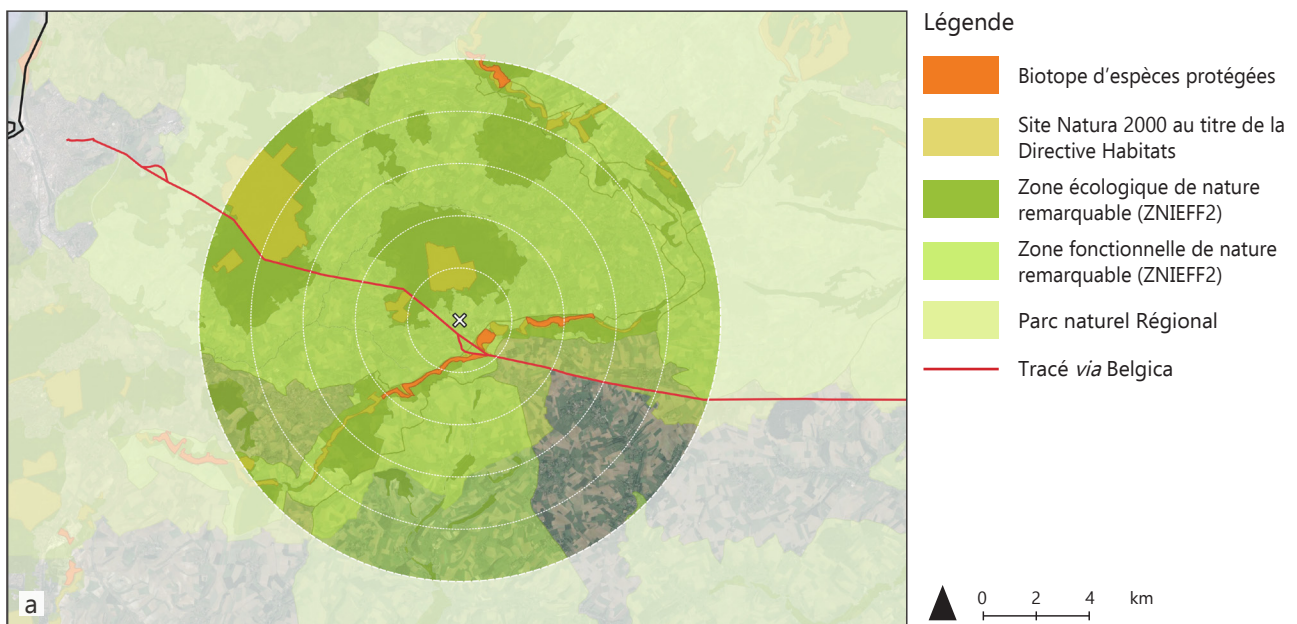 Légende
Biotope d'espèces protégées
Site Natura 2000 au titre de la
Directive Habitats
Zone écologique de nature
remarquable (ZNIEFF2)
Zone fonctionnelle de nature
remarquable (ZNIEFF2)
Parc naturel Régional
Tracé via Belgica
a
0 2 4 km